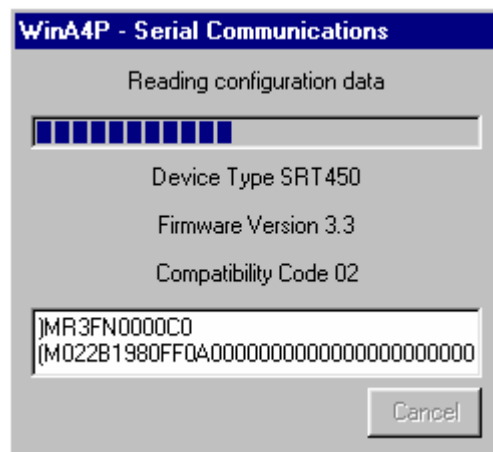 WinA4P - Serial Communications
Reading configuration data
Device Type SRT450
Firmware Version 3.3
Compatibility Code 02
)MR3FN0000C0
(M022B1980FF0A0000000000000000000000
Cancel